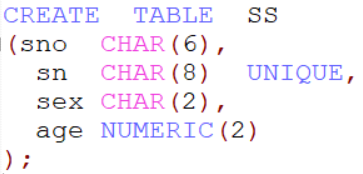 CREATE TABLE SS
(sno CHAR(6),
sn CHAR(8) UNIQUE,
sex CHAR(2),
age NUMERIC(2)
);